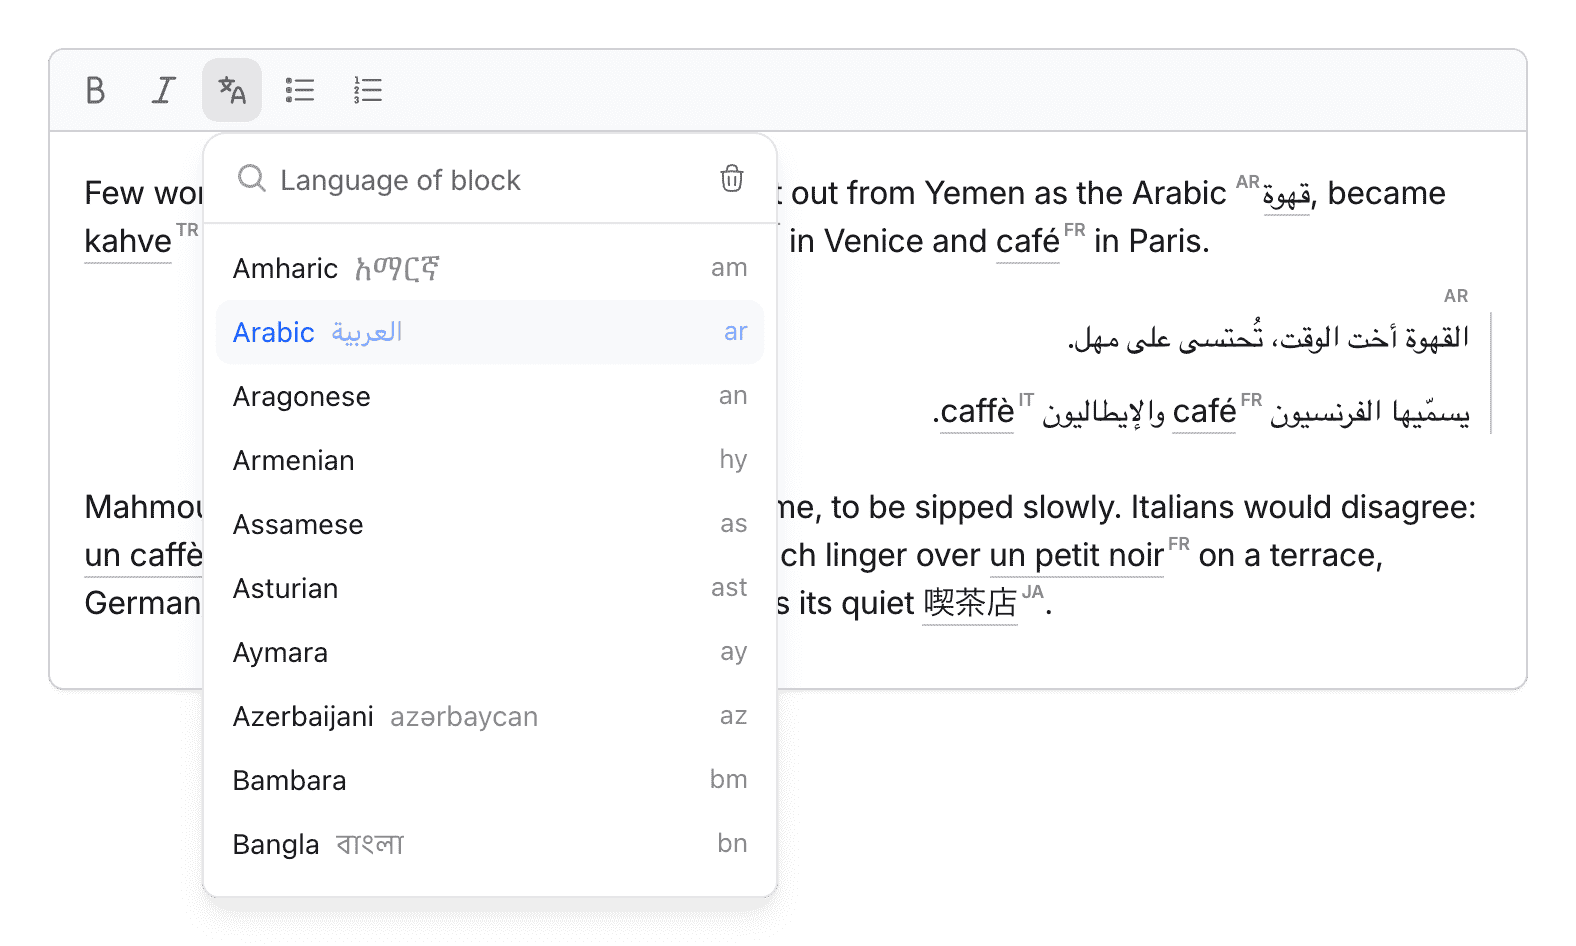 B I
Language of block
Few wor t out from Yemen as the Arabic AR قهوة, became
kahve TR in Venice and café FR in Paris.
AR
القهوة أخت الوقت، تُحتسى على مهل.
يسمّيها الفرنسيون café FR والإيطاليون caffè IT.
Mahmou me, to be sipped slowly. Italians would disagree:
un caffè ch linger over un petit noir FR on a terrace,
German s its quiet 喫茶店 JA.
Amharic አማርኛ am
Arabic العربية ar
Aragonese an
Armenian hy
Assamese as
Asturian ast
Aymara ay
Azerbaijani azərbaycan az
Bambara bm
Bangla বাংলা bn